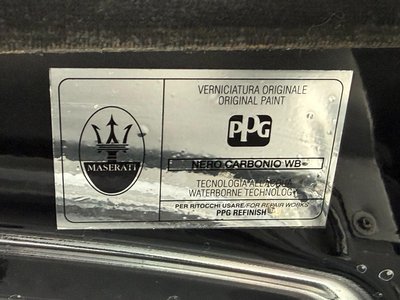 VERNICIATURA ORIGINALE
ORIGINAL PAINT
PPG
MASERATI
NERO CARBONIO WB
TECNOLOGIA ALL'ACQUA
WATERBORNE TECHNOLOGY
PER RITOCCHI USARE/FOR REPAIR WORKS
PPG REFINISH